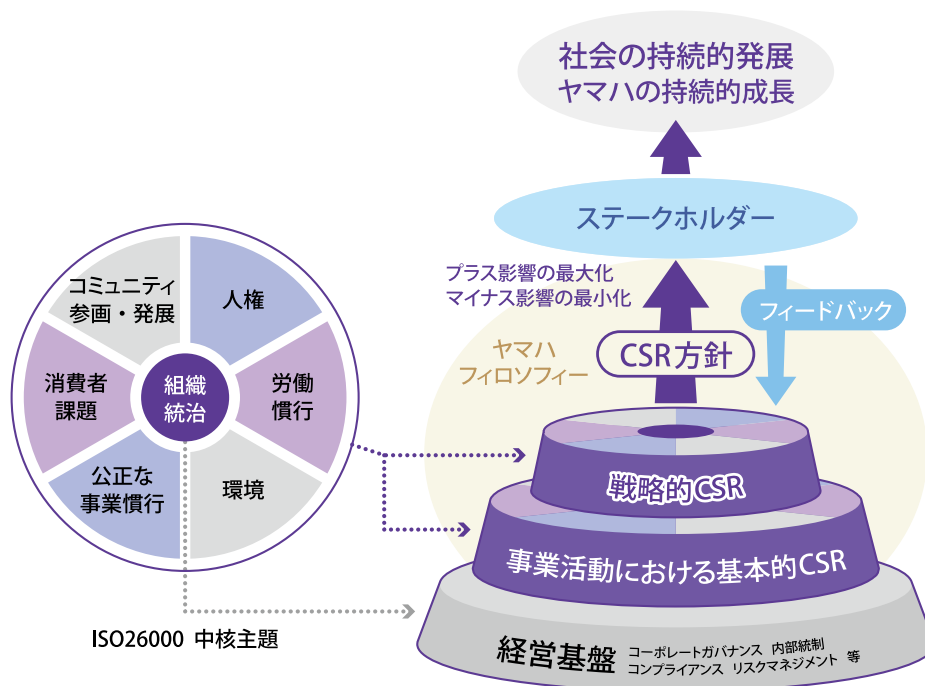 社会の持続的発展
ヤマハの持続的成長
ステークホルダー
プラス影響の最大化
マイナス影響の最小化
フィードバック
CSR方針
ヤマハ
フィロソフィー
コミュニティ
参画・発展
人権
消費者
課題
組織
統治
労働
慣行
公正な
事業慣行
環境
戦略的CSR
事業活動における基本的CSR
ISO26000 中核主題
経営基盤
コーポレートガバナンス 内部統制
コンプライアンス リスクマネジメント 等